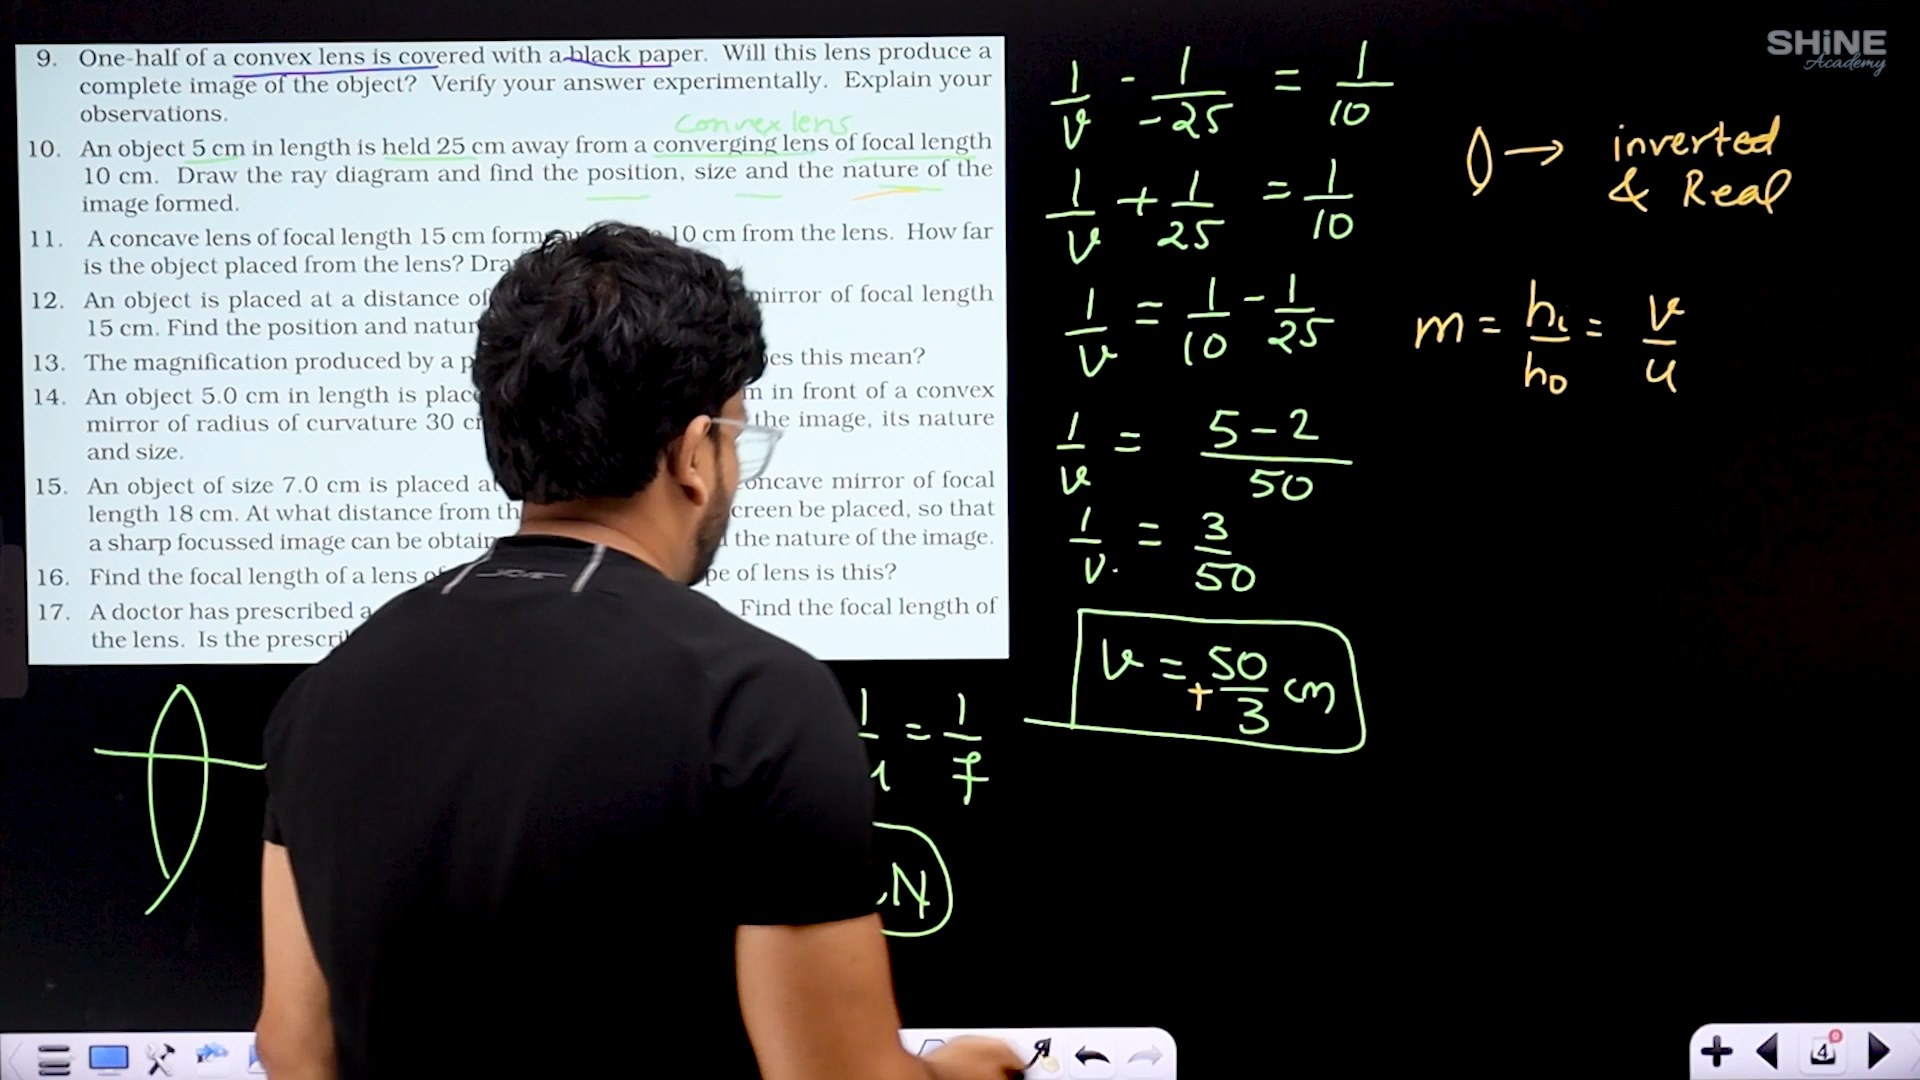 9. One-half of a convex lens is covered with a black paper. Will this lens produce a
complete image of the object? Verify your answer experimentally. Explain your
observations.
convex lens
10. An object 5 cm in length is held 25 cm away from a converging lens of focal length
10 cm. Draw the ray diagram and find the position, size and the nature of the
image formed.
11. A concave lens of focal length 15 cm forms 10 cm from the lens. How far
is the object placed from the lens?
12. An object is placed at a distance of mirror of focal length
15 cm. Find the position and
13. The magnification produced by a this mean?
14. An object 5.0 cm in length is in front of a convex
mirror of radius of curvature 30 the image, its nature
and size.
15. An object of size 7.0 cm is placed concave mirror of focal
length 18 cm. At what distance from screen be placed, so that
a sharp focussed image can be the nature of the image.
16. Find the focal length of a lens of lens is this?
17. A doctor has prescribed a Find the focal length of
the lens. Is the
= 1/f
N
1/v - 1/-25 = 1/10
1/v + 1/25 = 1/10
1/v = 1/10 - 1/25
1/v = 5-2/50
1/v = 3/50
v = +50/3 cm
→ inverted
& Real
m = hi/ho = v/u
SHiNE
Academy
4